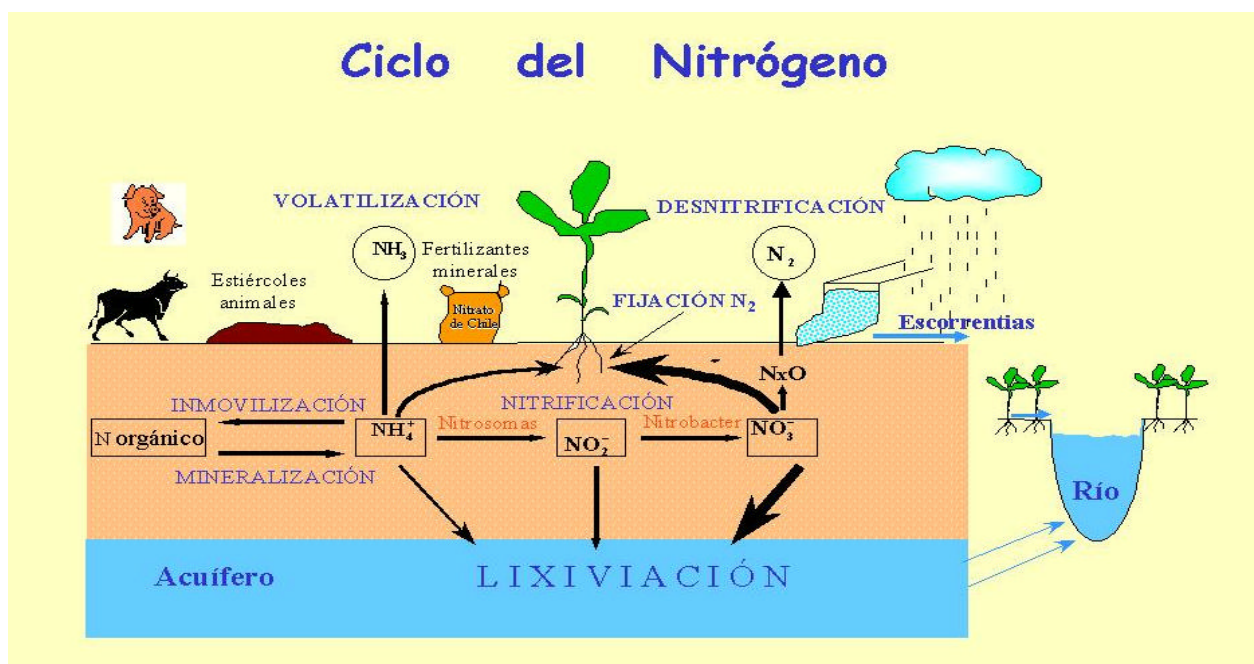 Ciclo del Nitrógeno
VOLATILIZACIÓN
DESNITRIFICACIÓN
NH₃
Fertilizantes
minerales
N₂
Estiércoles
animales
FIJACIÓN N₂
Nitrato
de Chile
Escorrentias
NxO
INMOVILIZACIÓN
NITRIFICACIÓN
N orgánico
NH₄⁺
Nitrosomas
NO₂⁻
Nitrobacter
NO₃⁻
MINERALIZACIÓN
Río
Acuífero
LIXIVIACIÓN